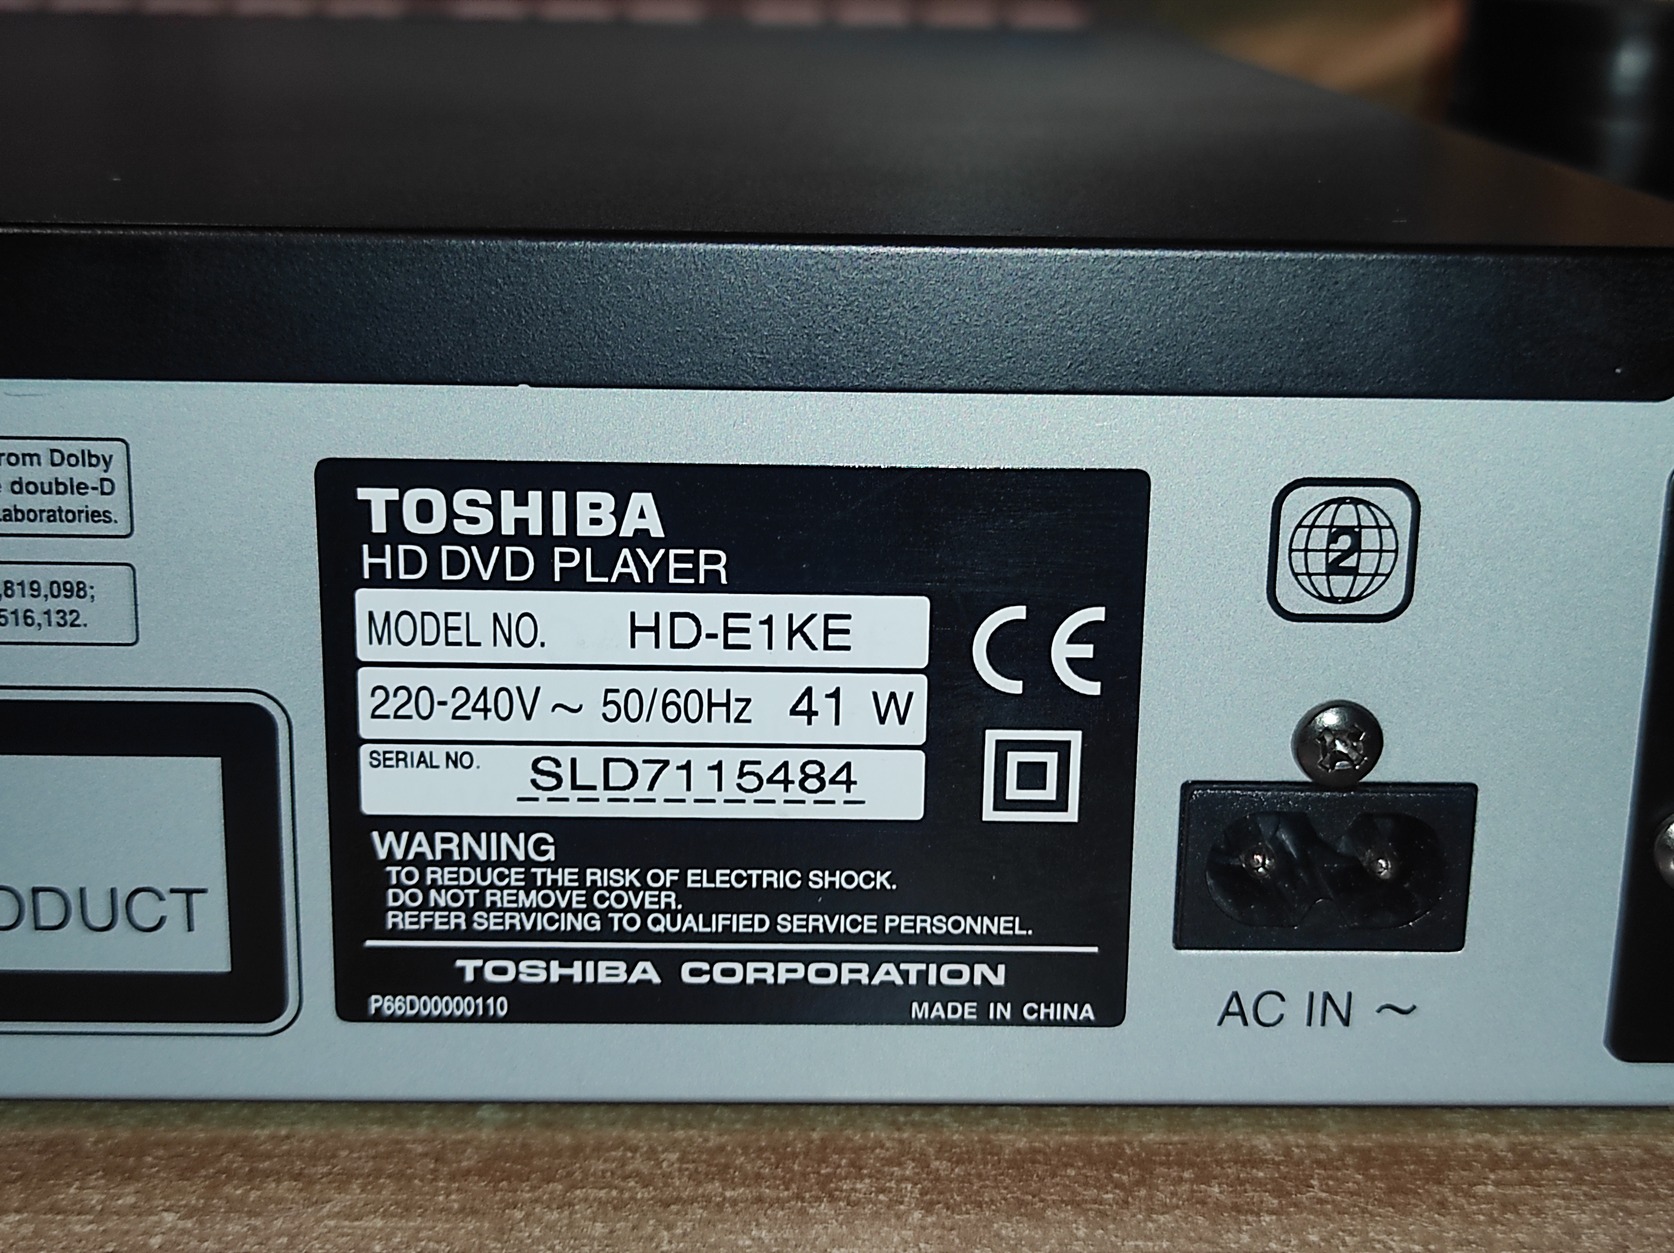 rom Dolby
double-D
aboratories.
,819,098;
516,132.
ODUCT
TOSHIBA
HD DVD PLAYER
MODEL NO. HD-E1KE
220-240V ~ 50/60Hz 41 W
SERIAL NO. SLD7115484
WARNING
TO REDUCE THE RISK OF ELECTRIC SHOCK.
DO NOT REMOVE COVER.
REFER SERVICING TO QUALIFIED SERVICE PERSONNEL.
TOSHIBA CORPORATION
P66D00000110 MADE IN CHINA
CE
2
AC IN ~